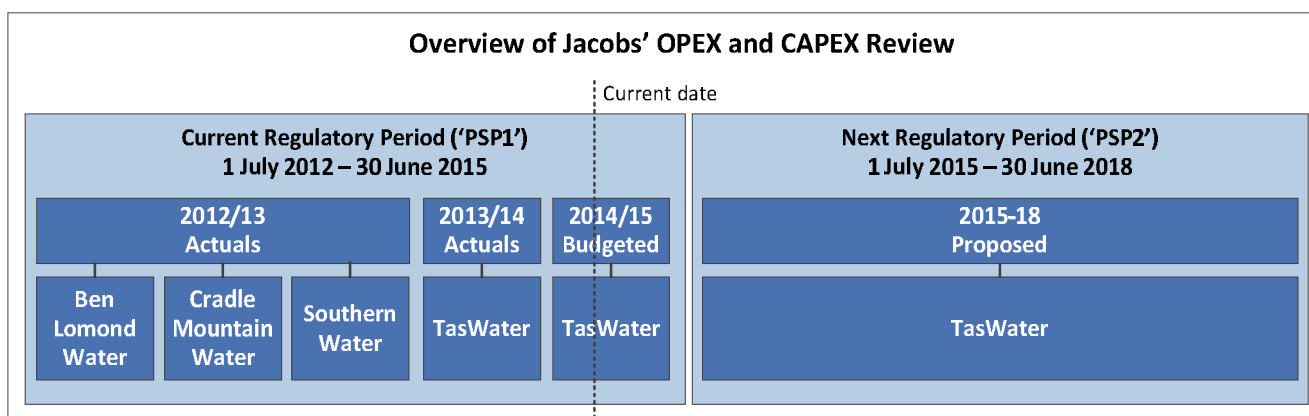 Overview of Jacobs’ OPEX and CAPEX Review
Current date
Current Regulatory Period (‘PSP1’)
1 July 2012 – 30 June 2015
2012/13
Actuals
Ben
Lomond
Water
Cradle
Mountain
Water
Southern
Water
2013/14
Actuals
TasWater
2014/15
Budgeted
TasWater
Next Regulatory Period (‘PSP2’)
1 July 2015 – 30 June 2018
2015-18
Proposed
TasWater